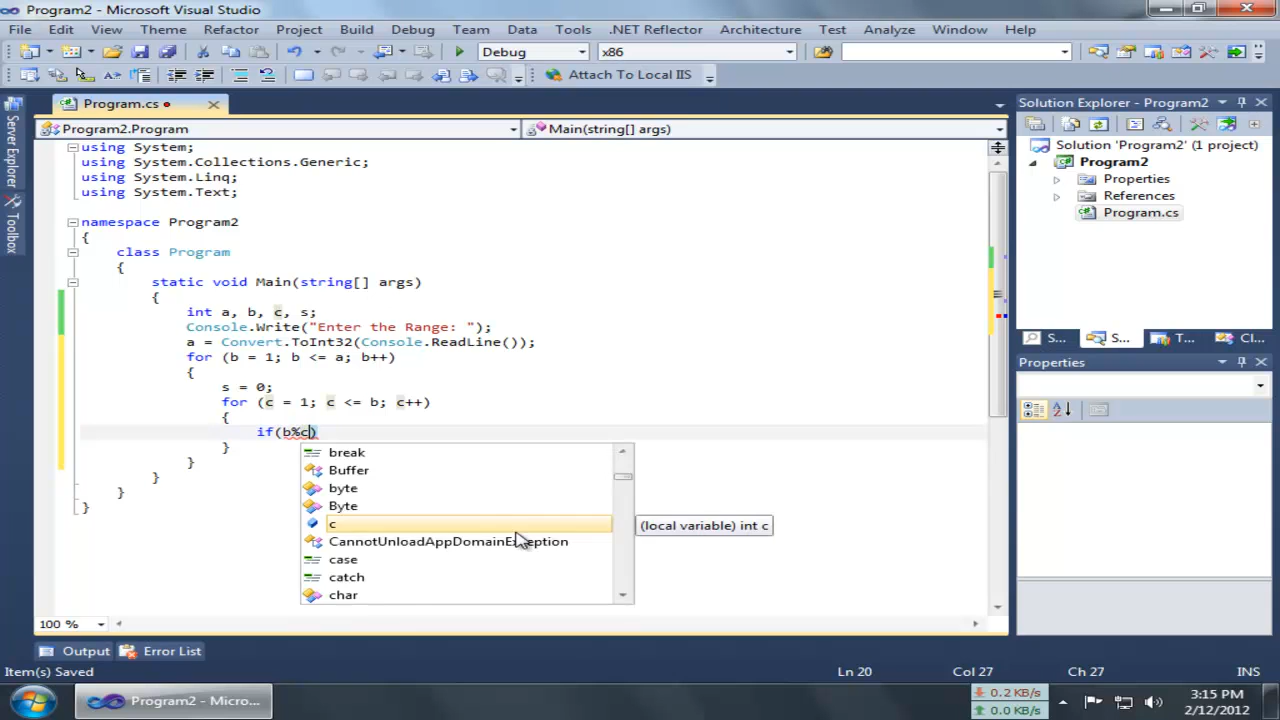 Program2 - Microsoft Visual Studio
File Edit View Theme Refactor Project Build Debug Team Data Tools .NET Reflector Architecture Test Analyze Window Help
Debug x86
Attach To Local IIS
Server Explorer
Toolbox
Program.cs
Program2.Program Main(string[] args)
using System;
using System.Collections.Generic;
using System.Linq;
using System.Text;
namespace Program2
{
class Program
{
static void Main(string[] args)
{
int a, b, c, s;
Console.Write("Enter the Range: ");
a = Convert.ToInt32(Console.ReadLine());
for (b = 1; b <= a; b++)
{
s = 0;
for (c = 1; c <= b; c++)
{
if(b%c)
}
}
}
}
}
break
Buffer
byte
Byte
c
(local variable) int c
CannotUnloadAppDomainException
case
catch
char
100 %
Solution Explorer - Program2
Solution 'Program2' (1 project)
Program2
Properties
References
Program.cs
S... S... T... Cl...
Properties
Output Error List
Item(s) Saved Ln 20 Col 27 Ch 27 INS
Program2 - Micro...
0.2 KB/s
0.0 KB/s
3:15 PM
2/12/2012